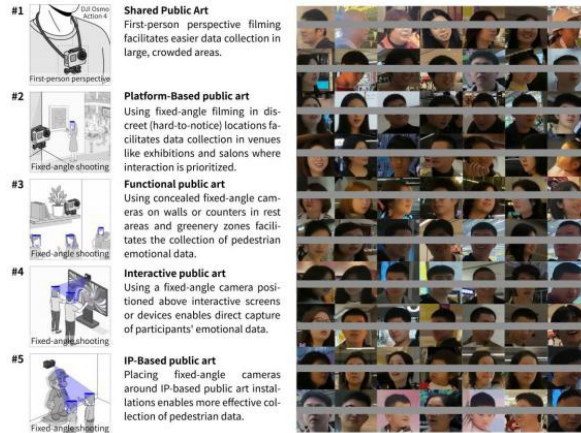 #1
DJI Osmo
Action 4
First-person perspective
Shared Public Art
First-person perspective filming
facilitates easier data collection in
large, crowded areas.
#2
Fixed-angle shooting
Platform-Based public art
Using fixed-angle filming in dis-
creet (hard-to-notice) locations fa-
cilitates data collection in venues
like exhibitions and salons where
interaction is prioritized.
#3
Fixed-angle shooting
Functional public art
Using concealed fixed-angle cam-
eras on walls or counters in rest
areas and greenery zones facili-
tates the collection of pedestrian
emotional data.
#4
Fixed-angle shooting
Interactive public art
Using a fixed-angle camera posi-
tioned above interactive screens
or devices enables direct capture
of participants' emotional data.
#5
Fixed-angle shooting
IP-Based public art
Placing fixed-angle cameras
around IP-based public art instal-
lations enables more effective col-
lection of pedestrian data.